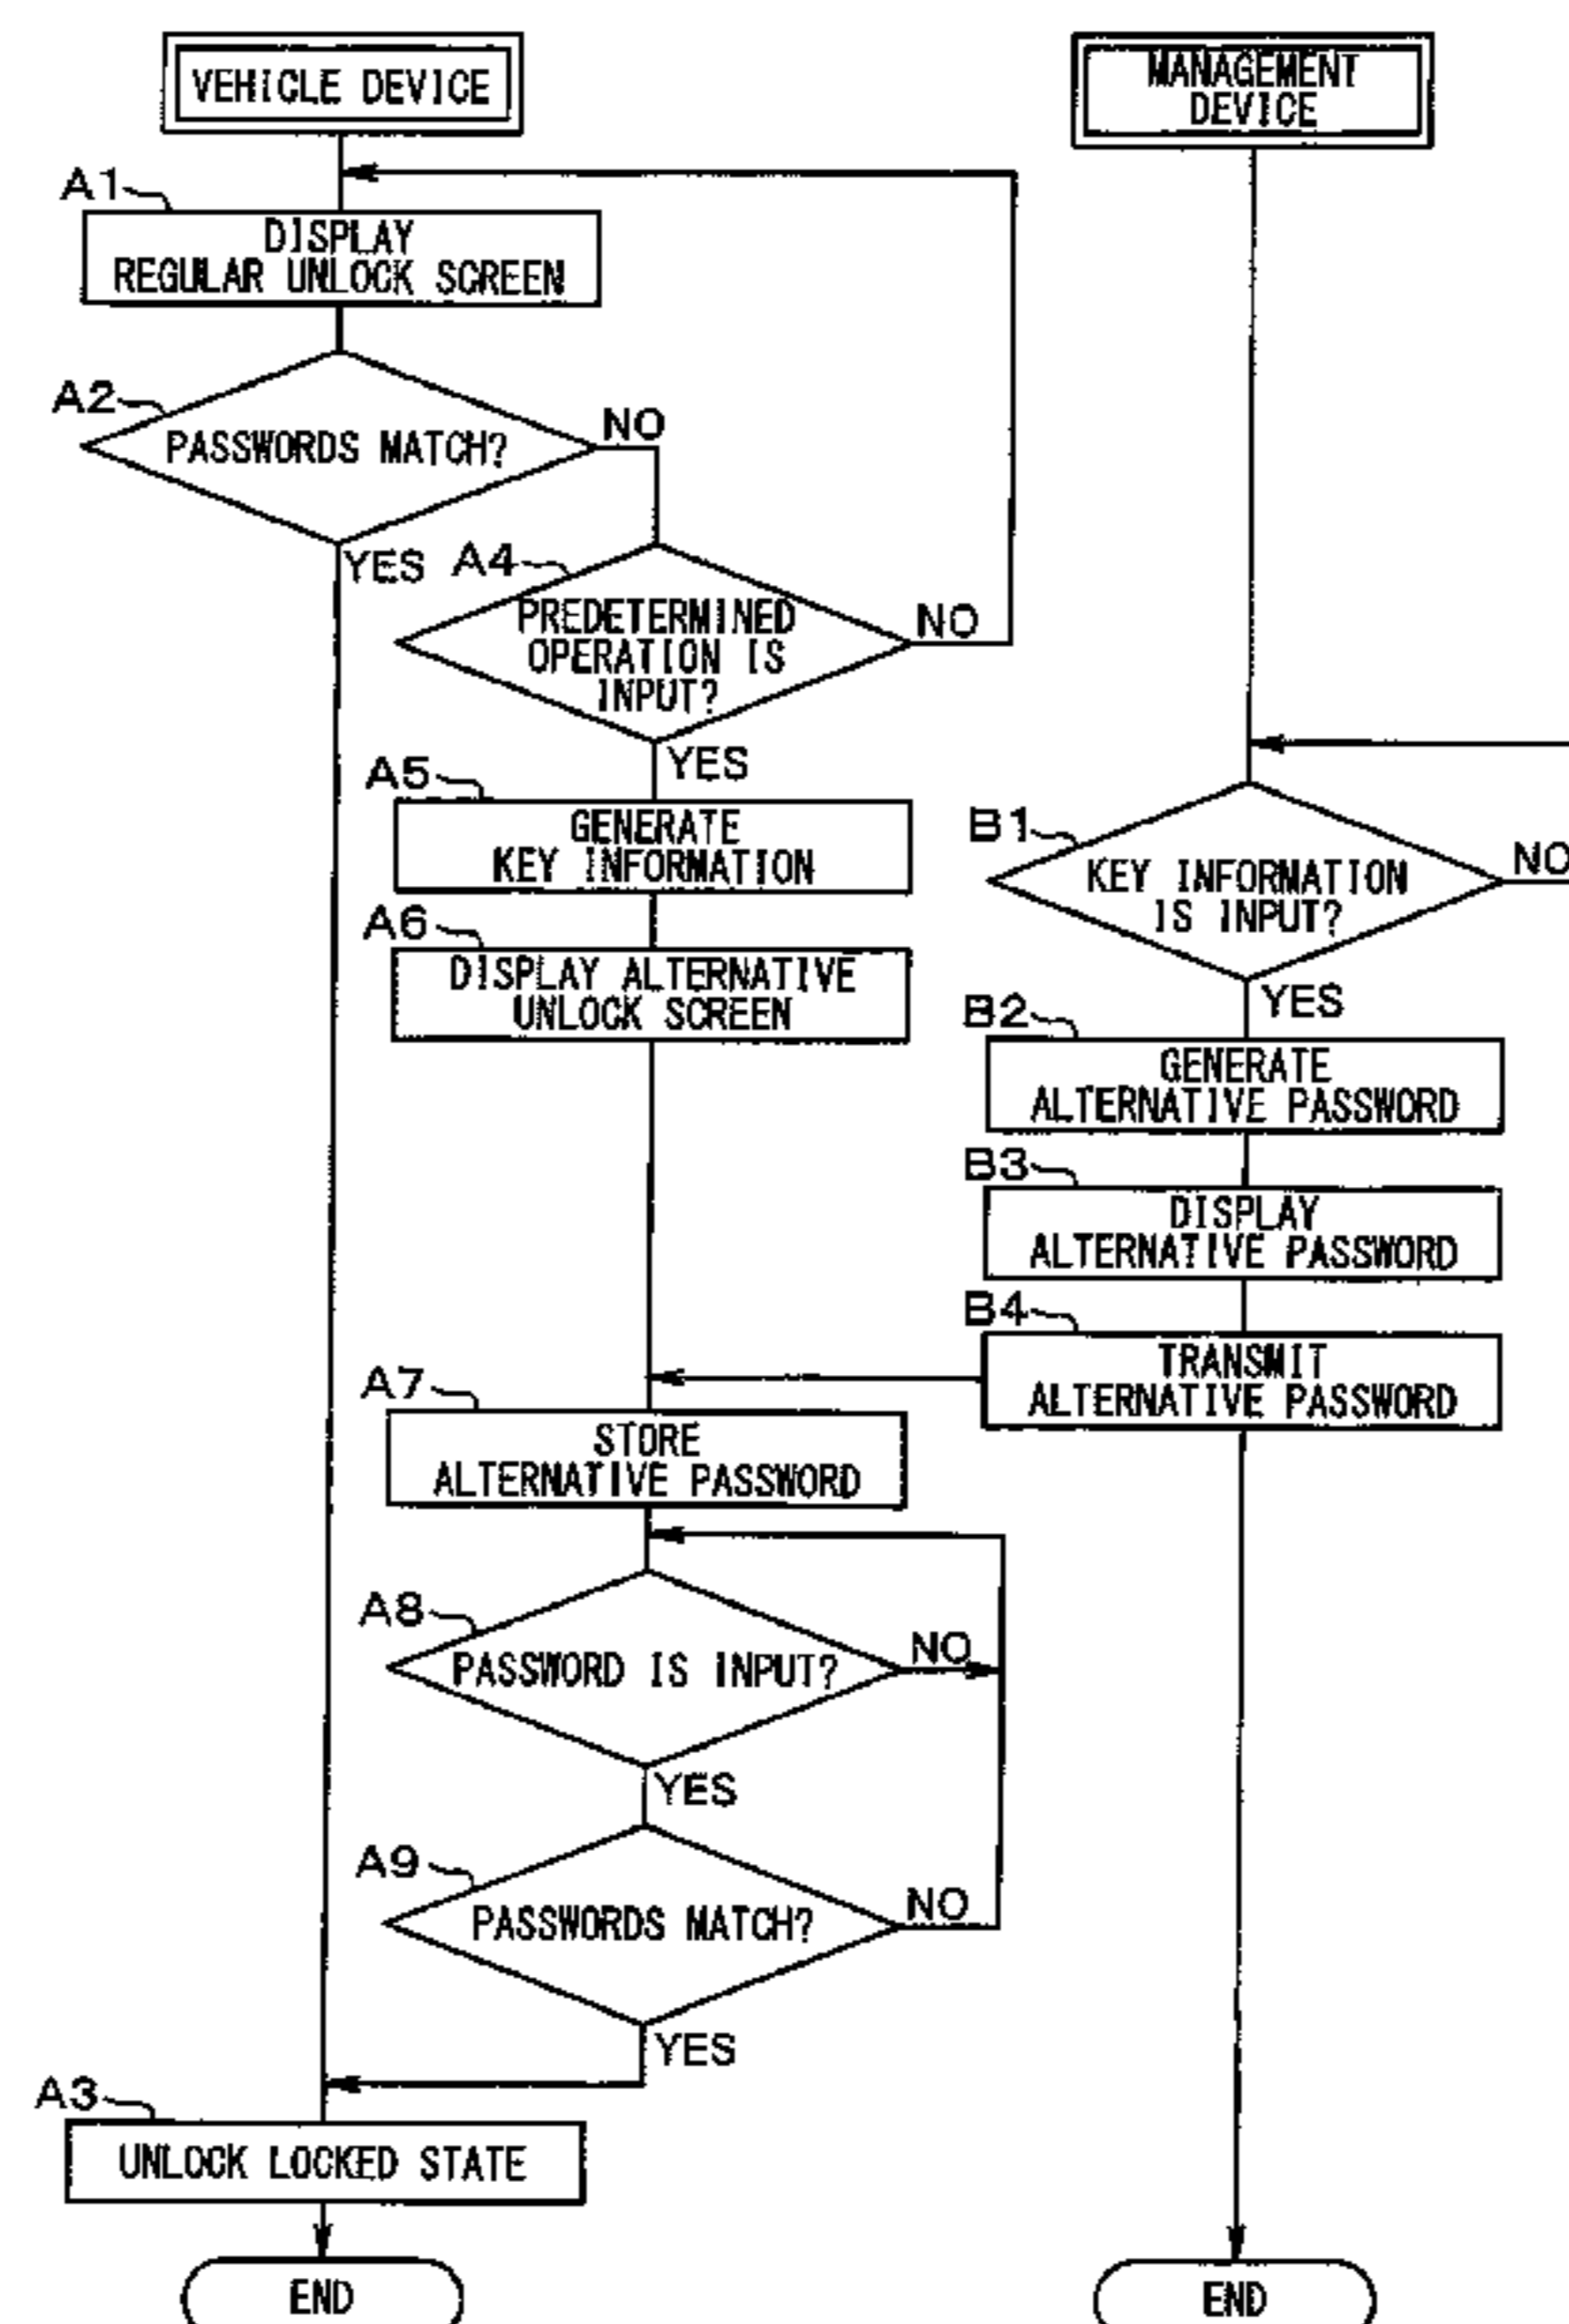 VEHICLE DEVICE
A1
DISPLAY
REGULAR UNLOCK SCREEN
A2
PASSWORDS MATCH?
NO
YES
A4
PREDETERMINED
OPERATION IS
INPUT?
NO
YES
A5
GENERATE
KEY INFORMATION
A6
DISPLAY ALTERNATIVE
UNLOCK SCREEN
A7
STORE
ALTERNATIVE PASSWORD
A8
PASSWORD IS INPUT?
NO
YES
A9
PASSWORDS MATCH?
NO
YES
A3
UNLOCK LOCKED STATE
END
MANAGEMENT
DEVICE
B1
KEY INFORMATION
IS INPUT?
NO
YES
B2
GENERATE
ALTERNATIVE PASSWORD
B3
DISPLAY
ALTERNATIVE PASSWORD
B4
TRANSMIT
ALTERNATIVE PASSWORD
END